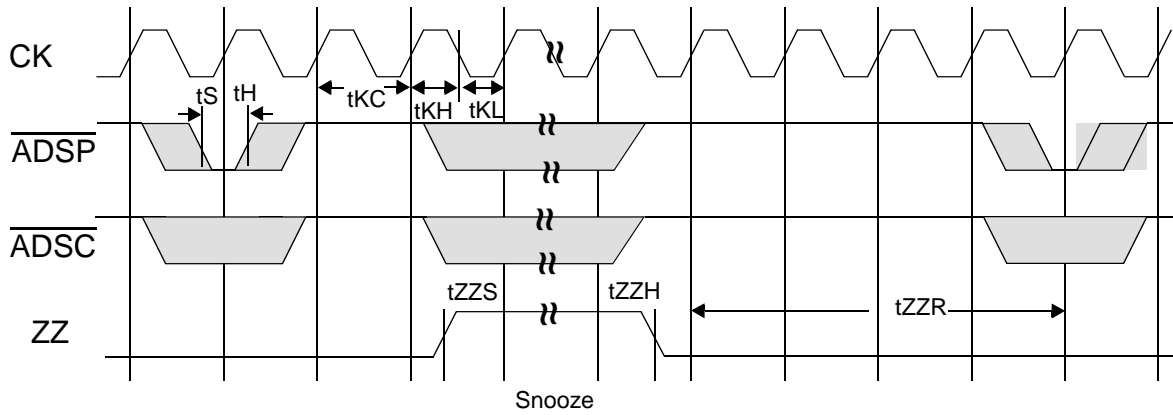 CK
tS
tH
tKC
tKH
tKL
ADSP
ADSC
tZZS
tZZH
tZZR
ZZ
Snooze